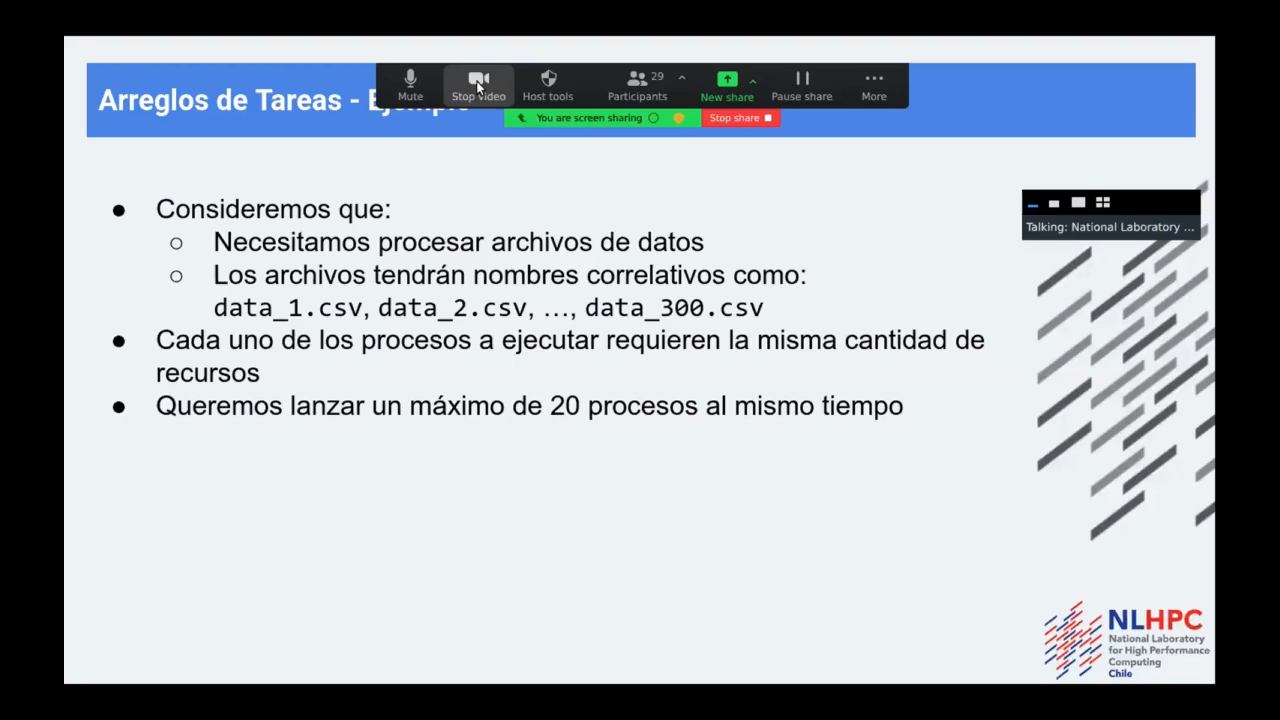 Mute
Stop Video
Host tools
Participants
29
New share
Pause share
More
You are screen sharing
Stop share
Arreglos de Tareas -
Talking: National Laboratory ...
● Consideremos que:
○ Necesitamos procesar archivos de datos
○ Los archivos tendrán nombres correlativos como:
data_1.csv, data_2.csv, ..., data_300.csv
● Cada uno de los procesos a ejecutar requieren la misma cantidad de
recursos
● Queremos lanzar un máximo de 20 procesos al mismo tiempo
NLHPC
National Laboratory
for High Performance
Computing
Chile